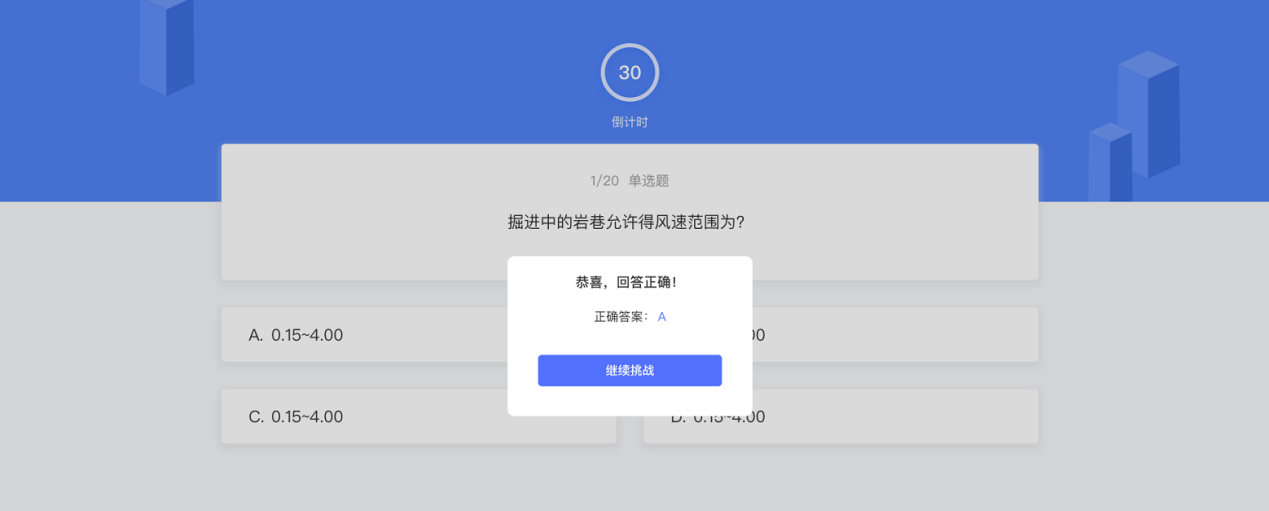 30
倒计时
1/20 单选题
掘进中的岩巷允许得风速范围为?
恭喜，回答正确！
正确答案： A
继续挑战
A. 0.15~4.00
C. 0.15~4.00
D. 0.15~4.00